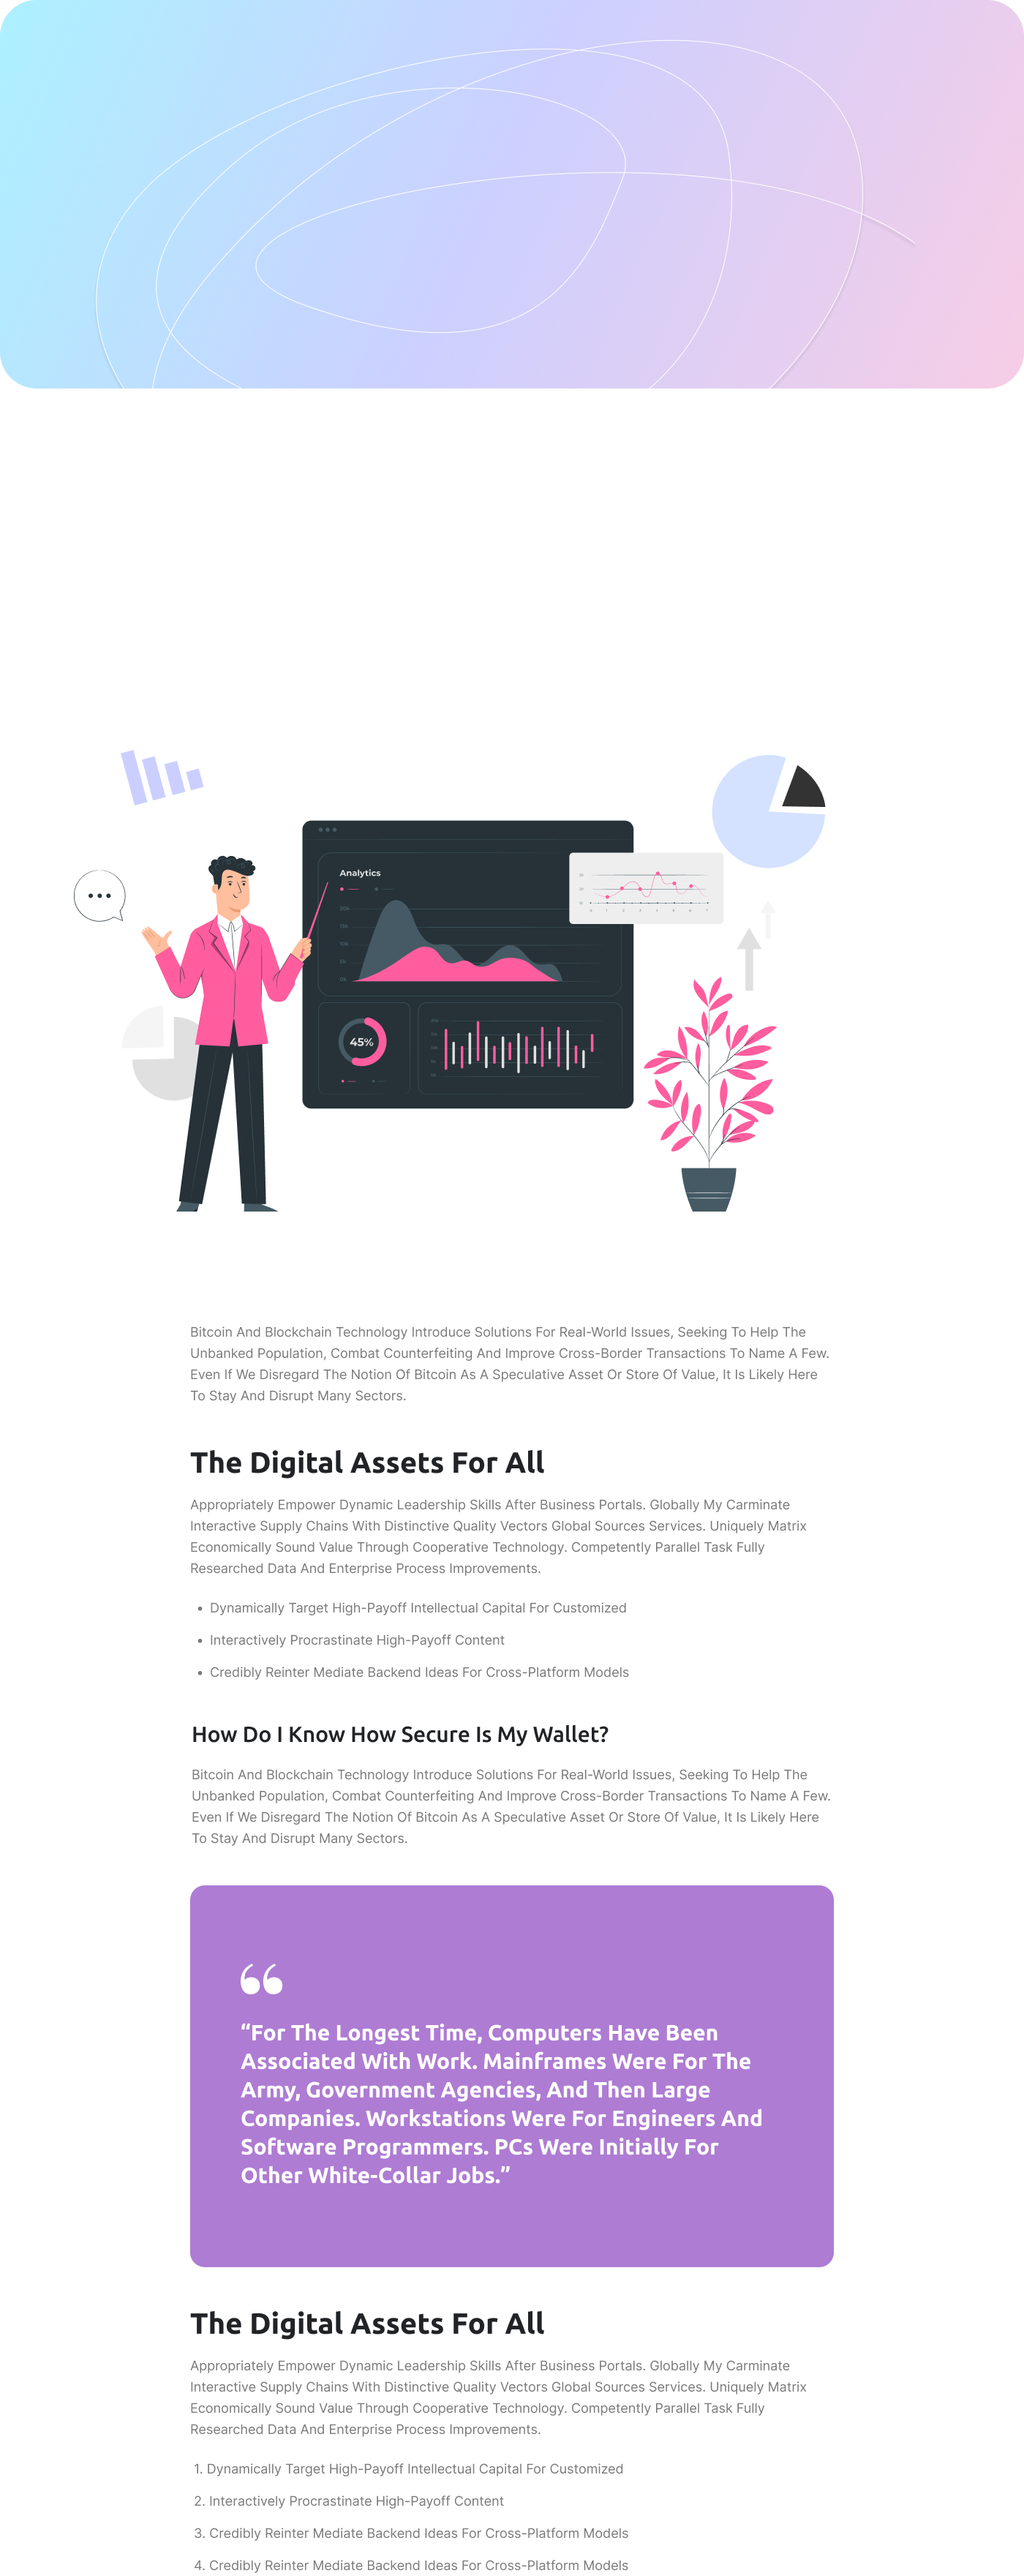 Analytics
45%
Bitcoin And Blockchain Technology Introduce Solutions For Real-World Issues, Seeking To Help The
Unbanked Population, Combat Counterfeiting And Improve Cross-Border Transactions To Name A Few.
Even If We Disregard The Notion Of Bitcoin As A Speculative Asset Or Store Of Value, It Is Likely Here
To Stay And Disrupt Many Sectors.
The Digital Assets For All
Appropriately Empower Dynamic Leadership Skills After Business Portals. Globally My Carminate
Interactive Supply Chains With Distinctive Quality Vectors Global Sources Services. Uniquely Matrix
Economically Sound Value Through Cooperative Technology. Competently Parallel Task Fully
Researched Data And Enterprise Process Improvements.
• Dynamically Target High-Payoff Intellectual Capital For Customized
• Interactively Procrastinate High-Payoff Content
• Credibly Reinter Mediate Backend Ideas For Cross-Platform Models
How Do I Know How Secure Is My Wallet?
Bitcoin And Blockchain Technology Introduce Solutions For Real-World Issues, Seeking To Help The
Unbanked Population, Combat Counterfeiting And Improve Cross-Border Transactions To Name A Few.
Even If We Disregard The Notion Of Bitcoin As A Speculative Asset Or Store Of Value, It Is Likely Here
To Stay And Disrupt Many Sectors.
“For The Longest Time, Computers Have Been
Associated With Work. Mainframes Were For The
Army, Government Agencies, And Then Large
Companies. Workstations Were For Engineers And
Software Programmers. PCs Were Initially For
Other White-Collar Jobs.”
The Digital Assets For All
Appropriately Empower Dynamic Leadership Skills After Business Portals. Globally My Carminate
Interactive Supply Chains With Distinctive Quality Vectors Global Sources Services. Uniquely Matrix
Economically Sound Value Through Cooperative Technology. Competently Parallel Task Fully
Researched Data And Enterprise Process Improvements.
1. Dynamically Target High-Payoff Intellectual Capital For Customized
2. Interactively Procrastinate High-Payoff Content
3. Credibly Reinter Mediate Backend Ideas For Cross-Platform Models
4. Credibly Reinter Mediate Backend Ideas For Cross-Platform Models